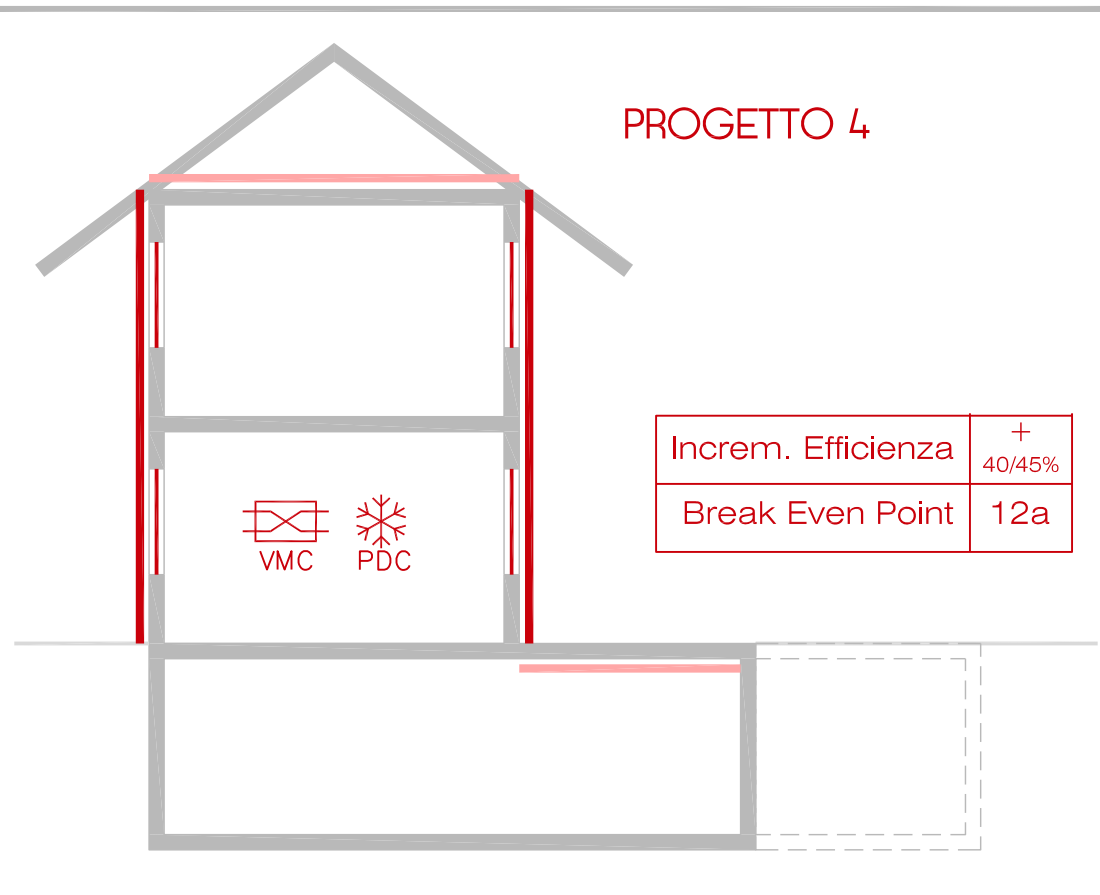 PROGETTO 4
Increm. Efficienza
+
40/45%
Break Even Point
12a
VMC
PDC